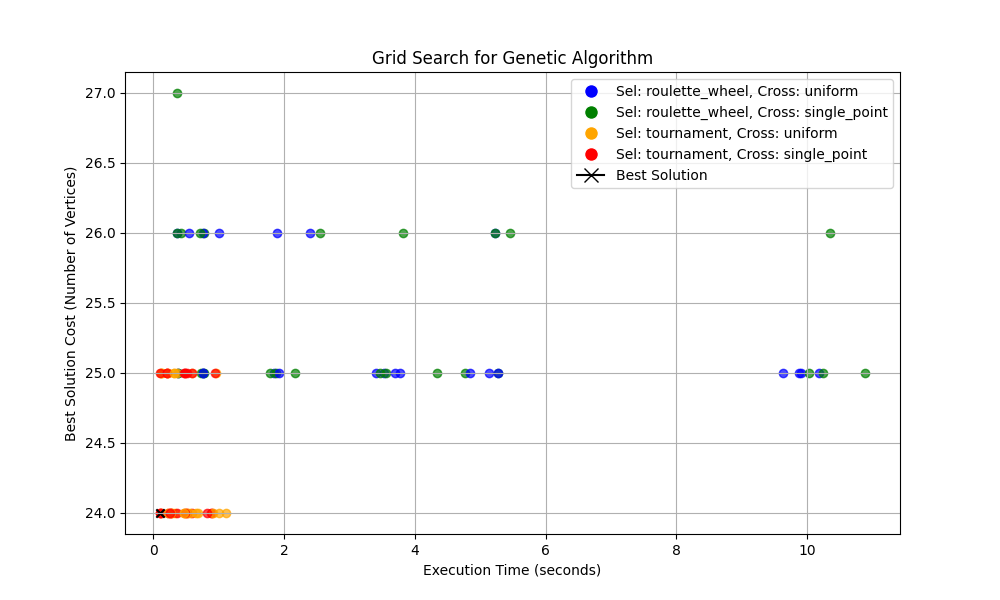 Grid Search for Genetic Algorithm
Best Solution Cost (Number of Vertices)
27.0
26.5
26.0
25.5
25.0
24.5
24.0
Sel: roulette_wheel, Cross: uniform
Sel: roulette_wheel, Cross: single_point
Sel: tournament, Cross: uniform
Sel: tournament, Cross: single_point
Best Solution
0 2 4 6 8 10
Execution Time (seconds)